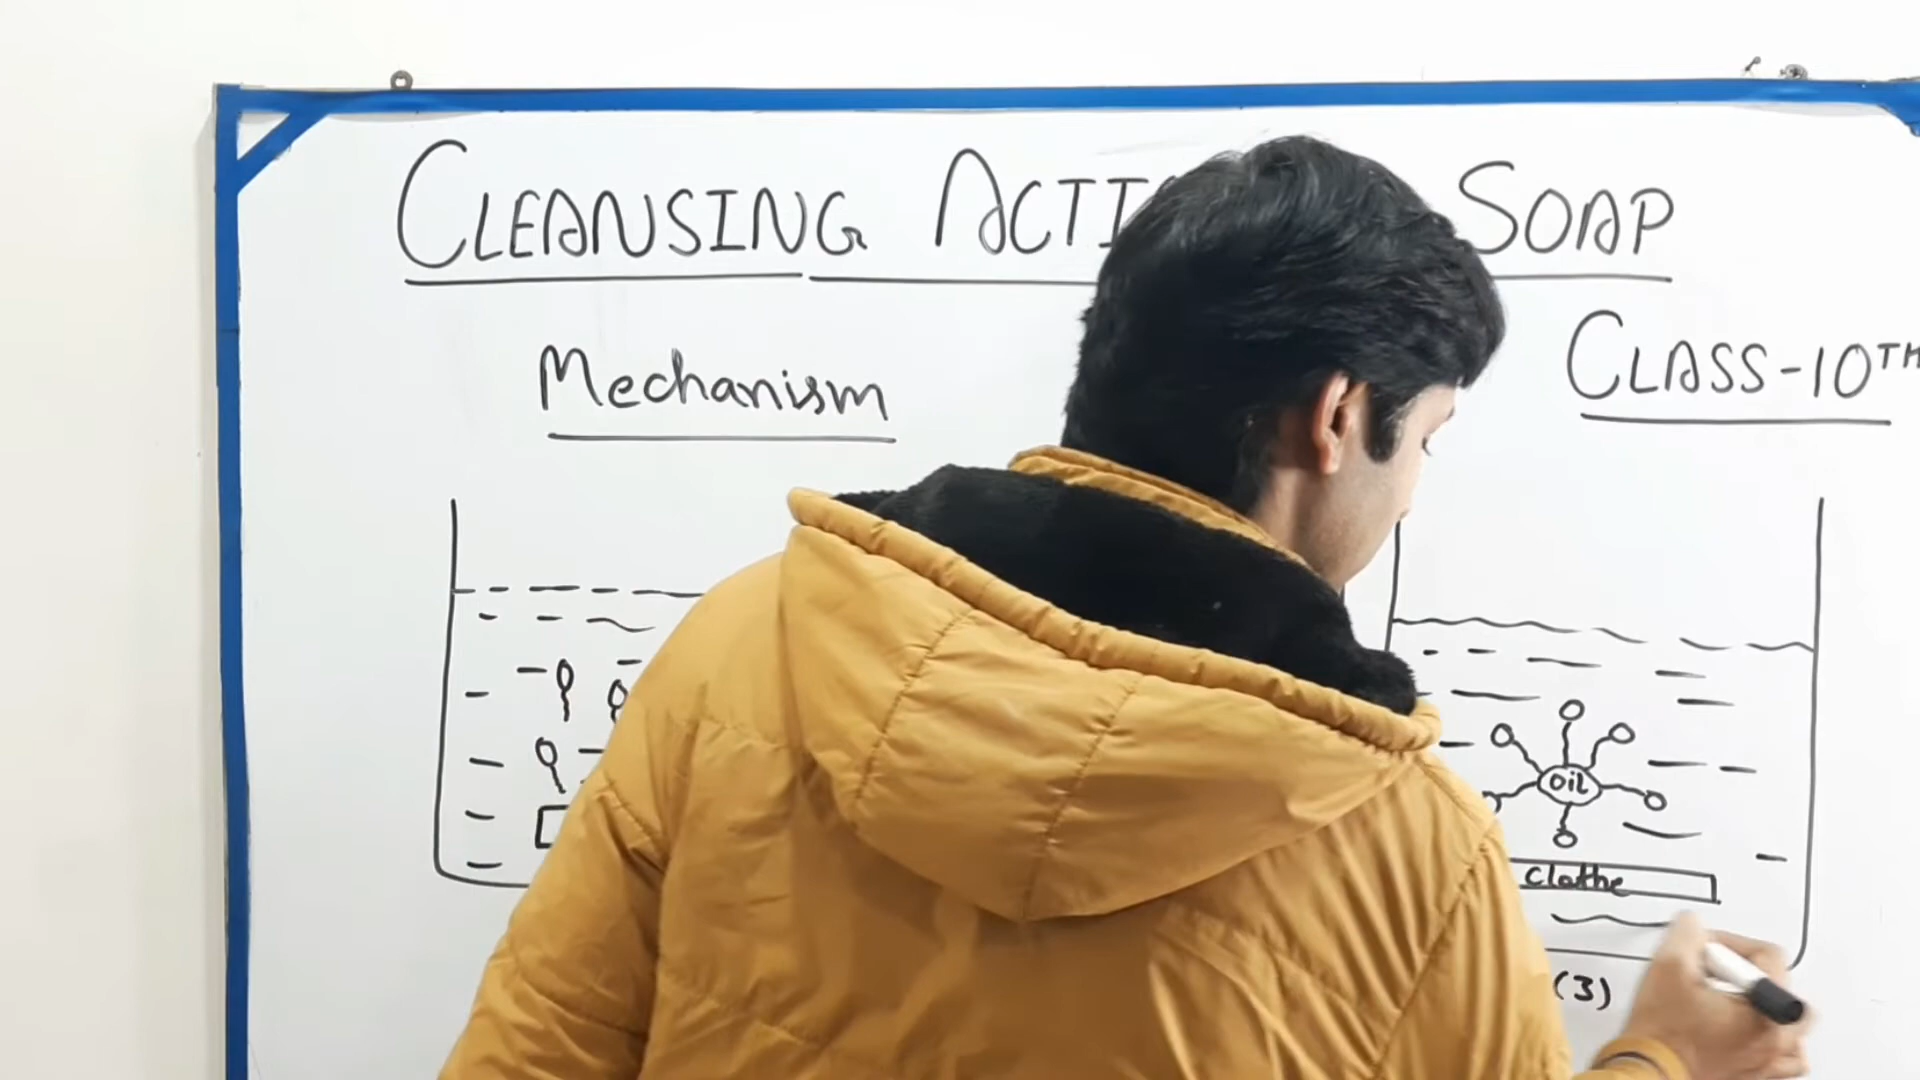 CLEANSING ACTI SOAP
CLASS-10TH
Mechanism
oil
clothe
(3)